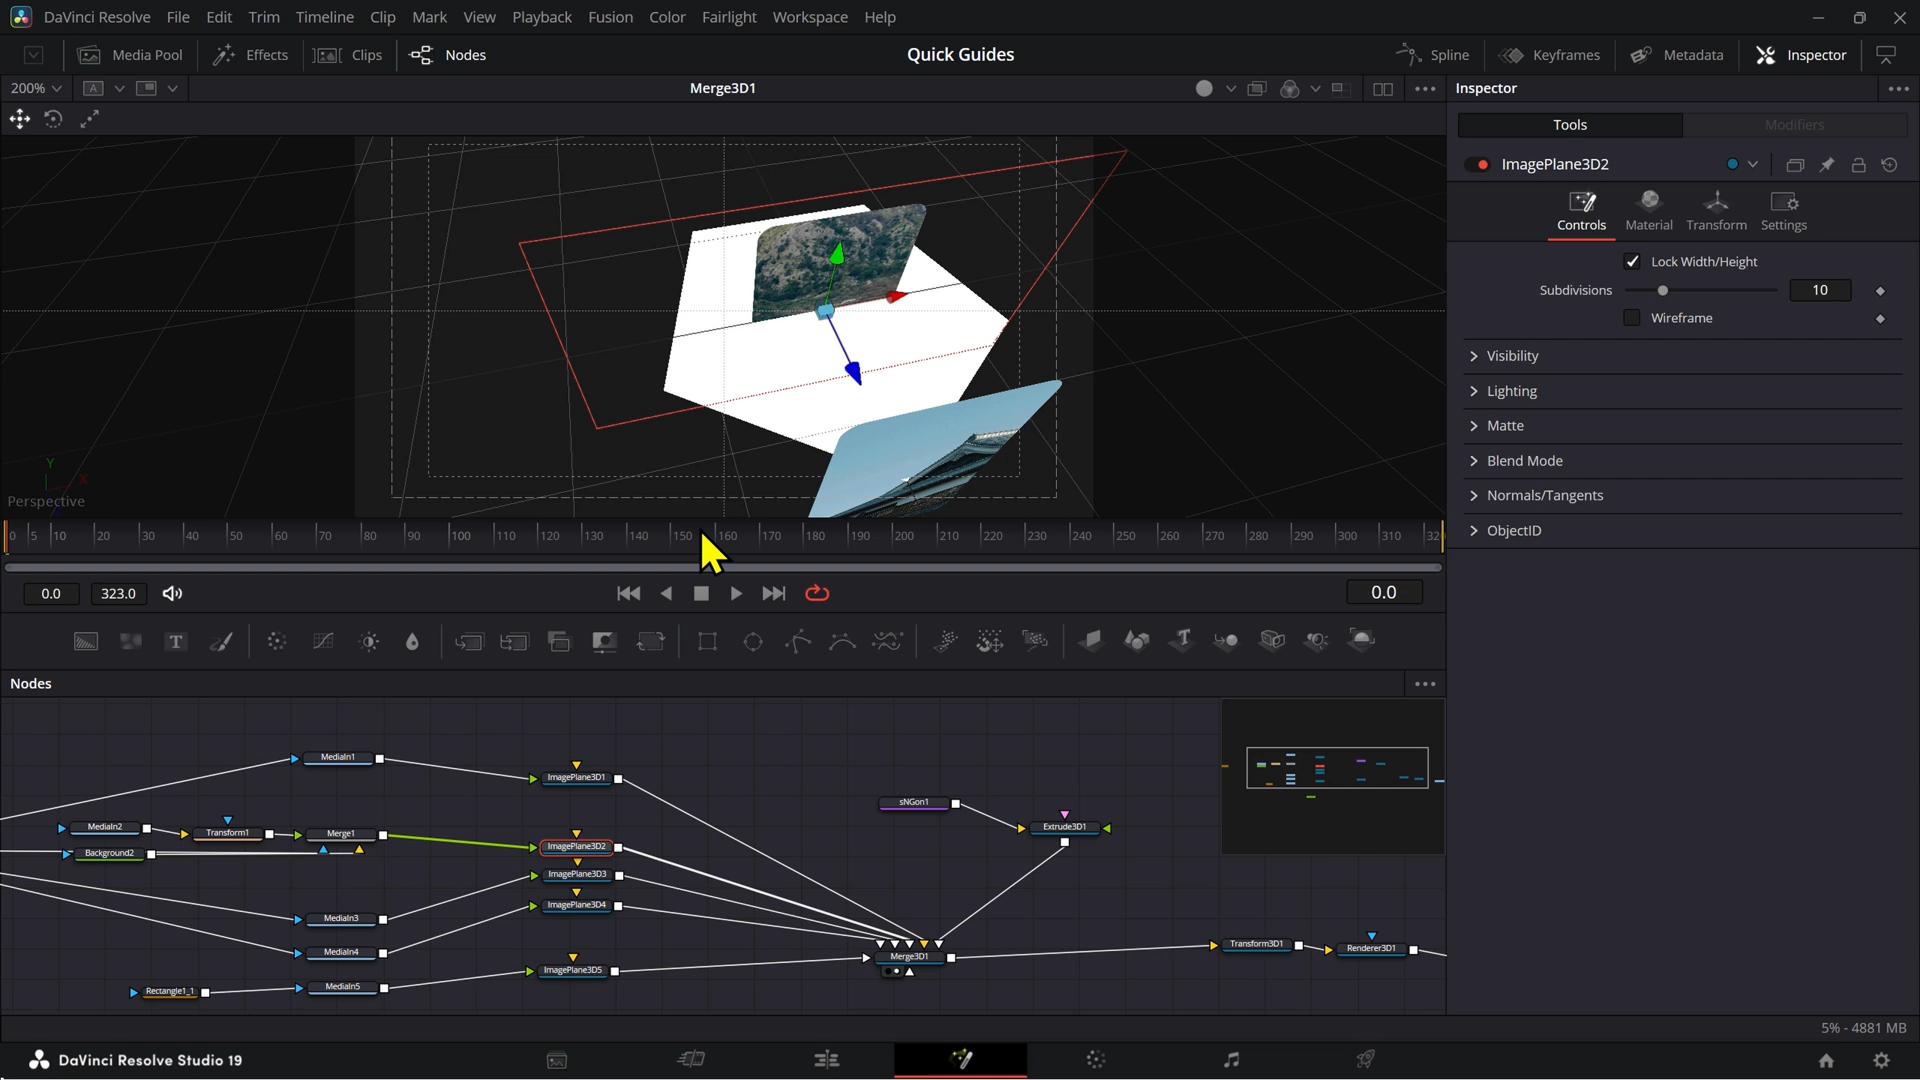 DaVinci Resolve File Edit Trim Timeline Clip Mark View Playback Fusion Color Fairlight Workspace Help
Media Pool Effects Clips Nodes Quick Guides Spline Keyframes Metadata Inspector
200% A Merge3D1 Inspector
Tools Modifiers
ImagePlane3D2
Controls Material Transform Settings
Lock Width/Height
Subdivisions 10
Wireframe
Visibility
Lighting
Matte
Blend Mode
Normals/Tangents
ObjectID
Y
X
Perspective
0 5 10 20 30 40 50 60 70 80 90 100 110 120 130 140 150 160 170 180 190 200 210 220 230 240 250 260 270 280 290 300 310 32
0.0 323.0 0.0
T T
Nodes
MediaIn1
ImagePlane3D1
sNGon1
MediaIn2 Transform1 Merge1 Extrude3D1
Background2 ImagePlane3D2
ImagePlane3D3
ImagePlane3D4
MediaIn3
MediaIn4 Merge3D1 Transform3D1 Renderer3D1
ImagePlane3D5
Rectangle1_1 MediaIn5
5% - 4881 MB
DaVinci Resolve Studio 19